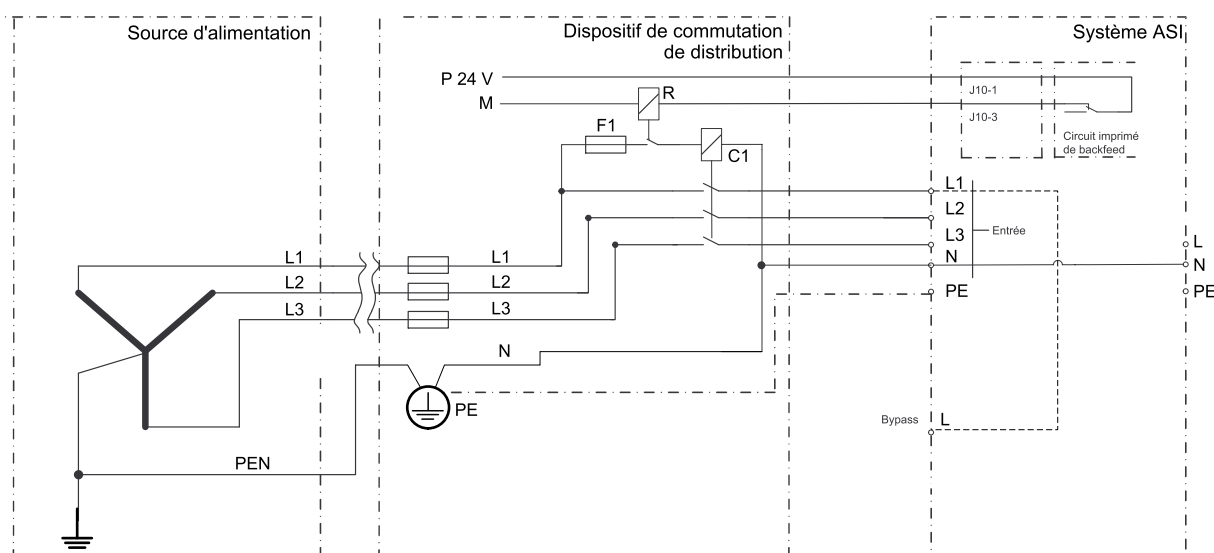 Source d'alimentation
Dispositif de commutation
de distribution
Système ASI
P 24 V
M
R
F1
C1
J10-1
J10-3
Circuit imprimé
de backfeed
L1
L2
L3
N
PE
Entrée
L
N
PE
L1
L2
L3
L1
L2
L3
N
PE
PEN
Bypass
L